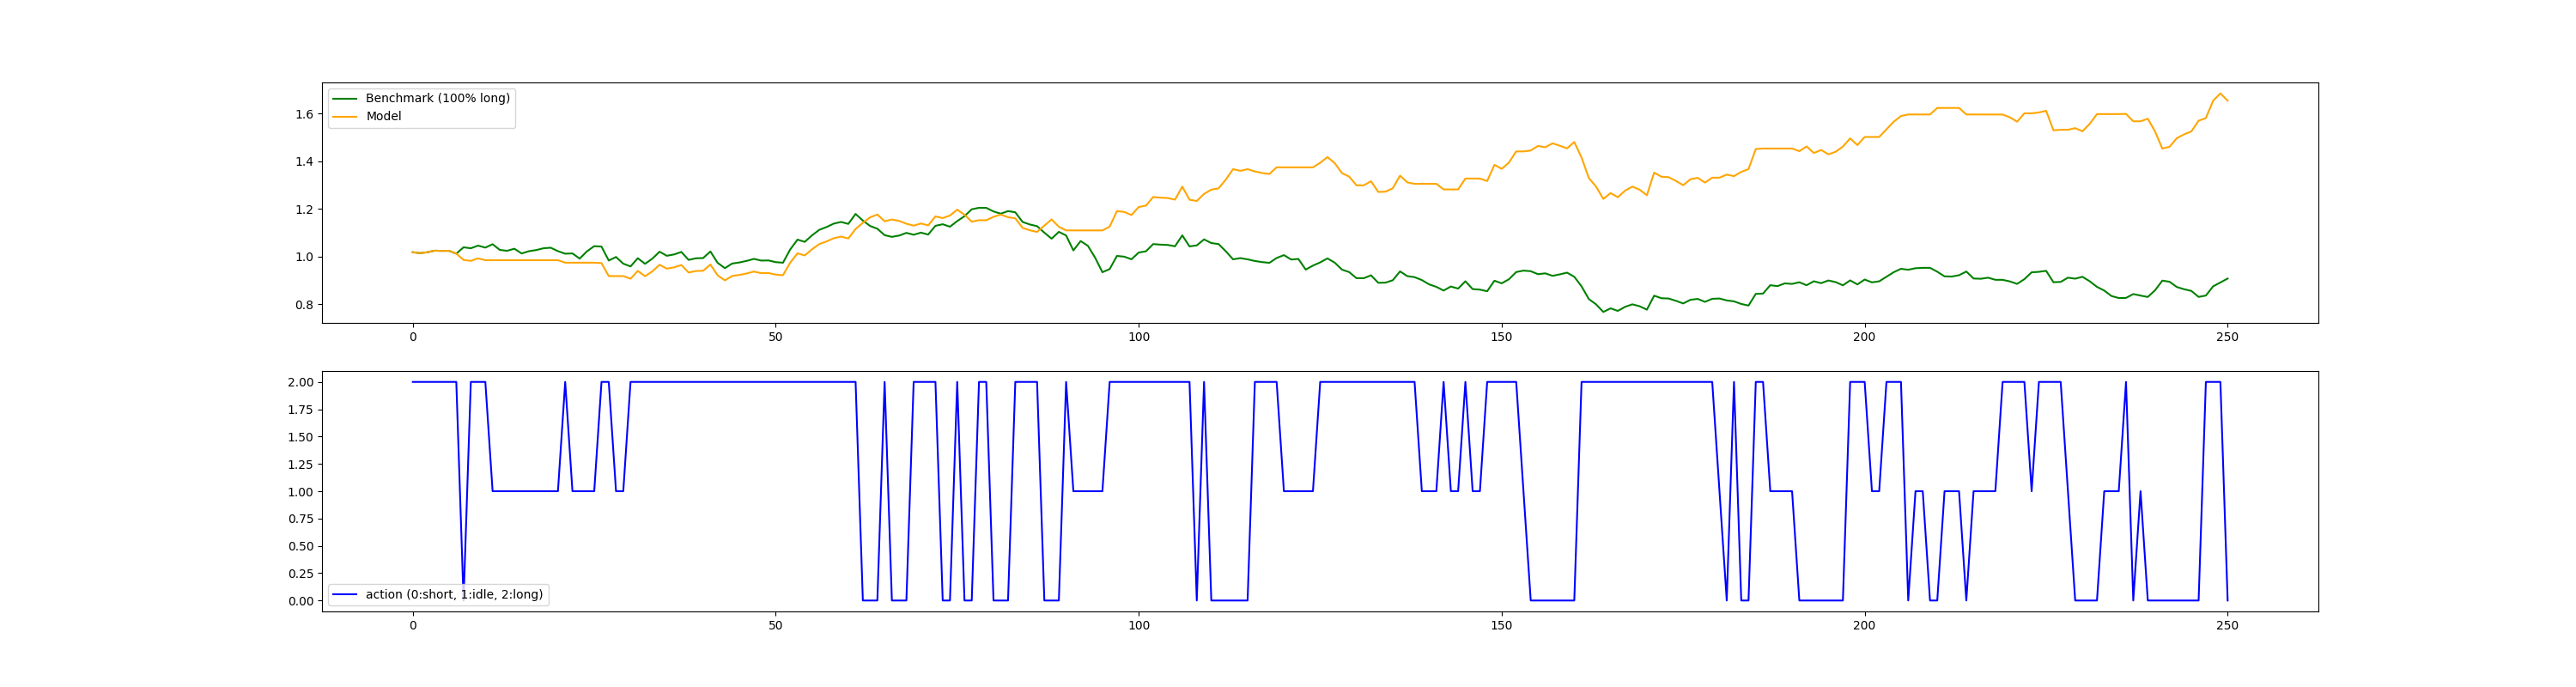 Benchmark (100% long)
Model
1.6
1.4
1.2
1.0
0.8
0 50 100 150 200 250
2.00
1.75
1.50
1.25
1.00
0.75
0.50
0.25
0.00
action (0:short, 1:idle, 2:long)
0 50 100 150 200 250